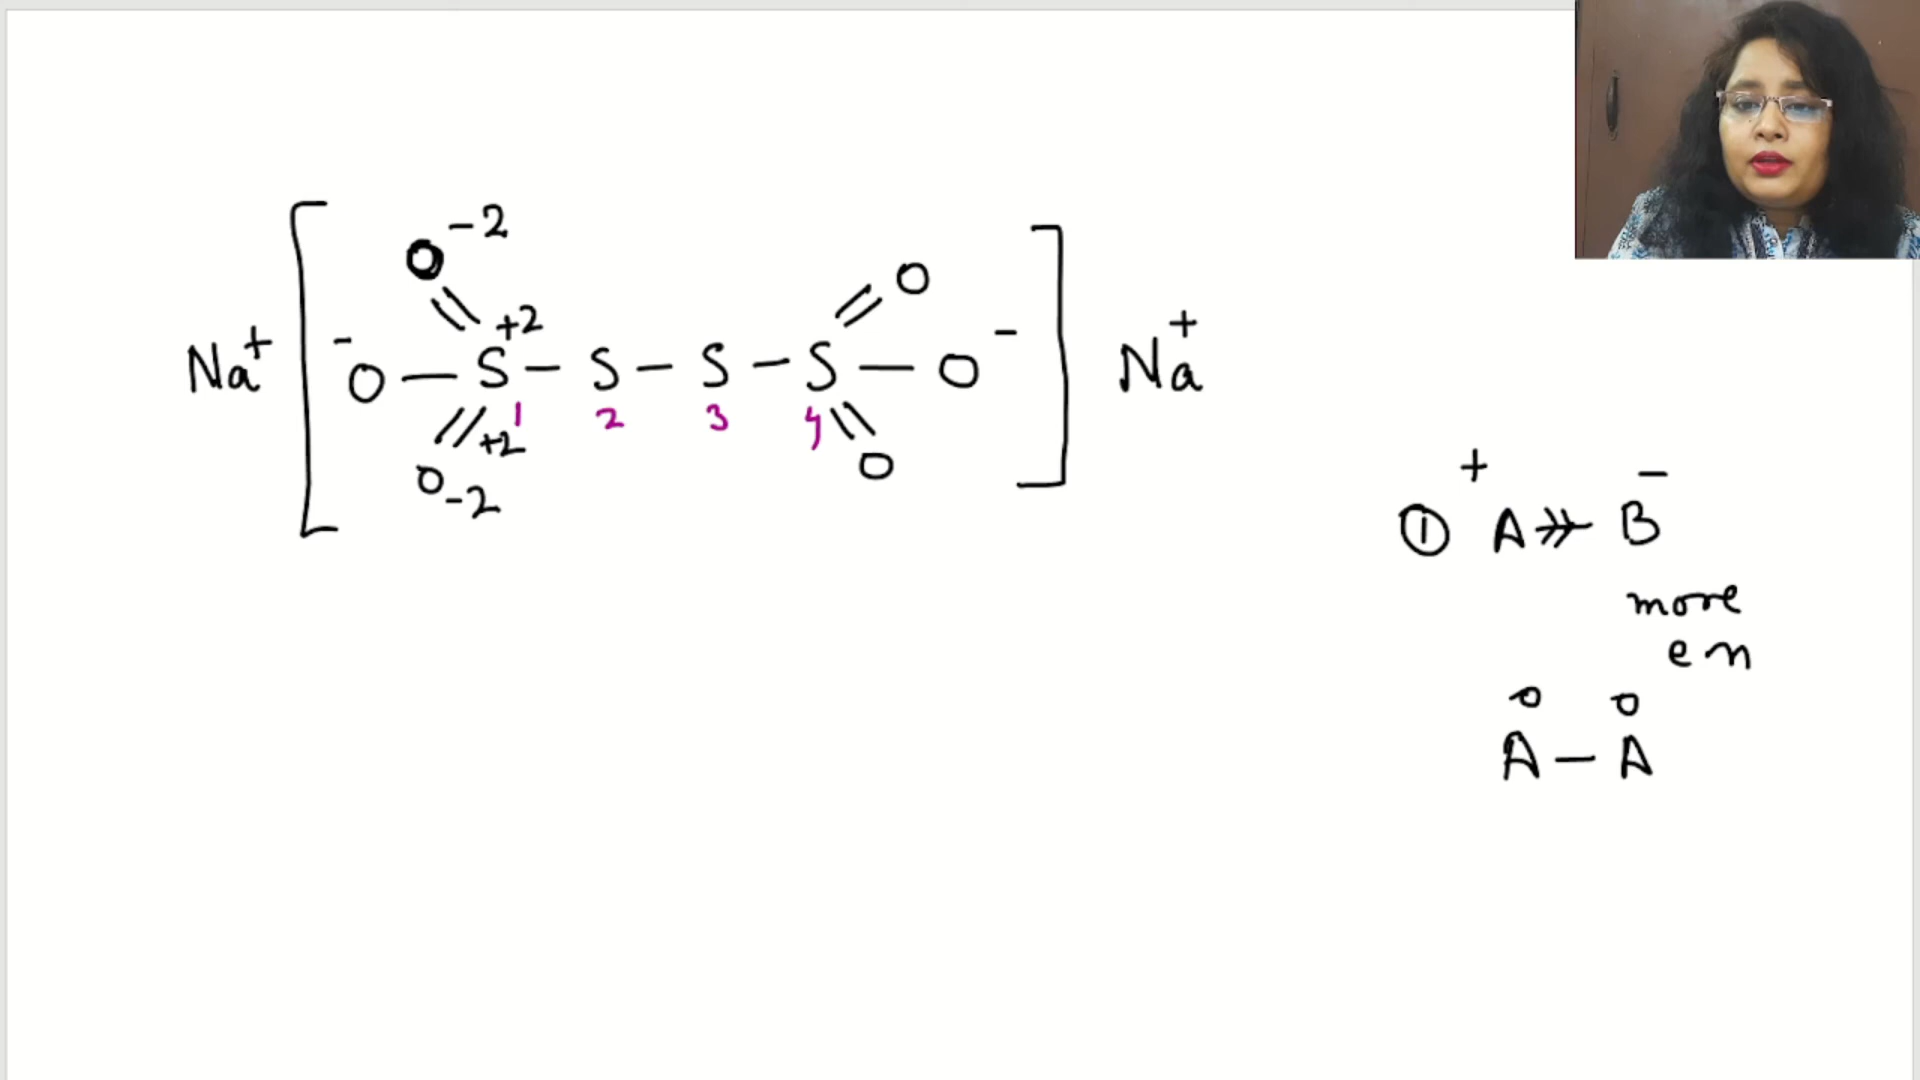 O -2
O
Na+ [ -O — S +2 — S — S — S — O - ] Na+
1 2 3 4
+2
O -2
O
+ -
① A ⪼ B
more
en
o o
A — A